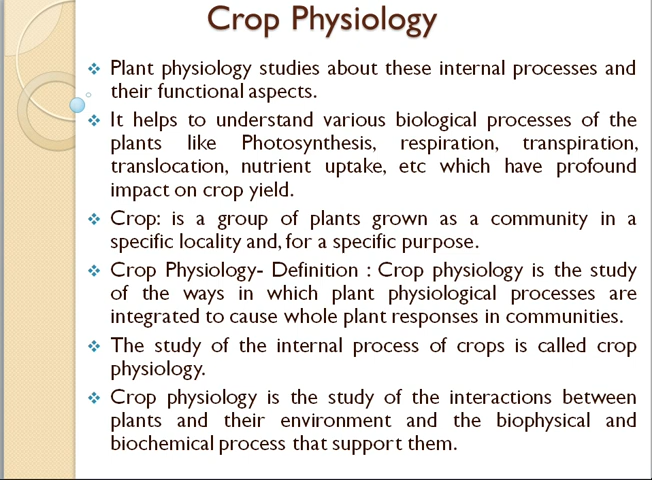 Crop Physiology
Plant physiology studies about these internal processes and
their functional aspects.
It helps to understand various biological processes of the
plants like Photosynthesis, respiration, transpiration,
translocation, nutrient uptake, etc which have profound
impact on crop yield.
Crop: is a group of plants grown as a community in a
specific locality and, for a specific purpose.
Crop Physiology- Definition : Crop physiology is the study
of the ways in which plant physiological processes are
integrated to cause whole plant responses in communities.
The study of the internal process of crops is called crop
physiology.
Crop physiology is the study of the interactions between
plants and their environment and the biophysical and
biochemical process that support them.